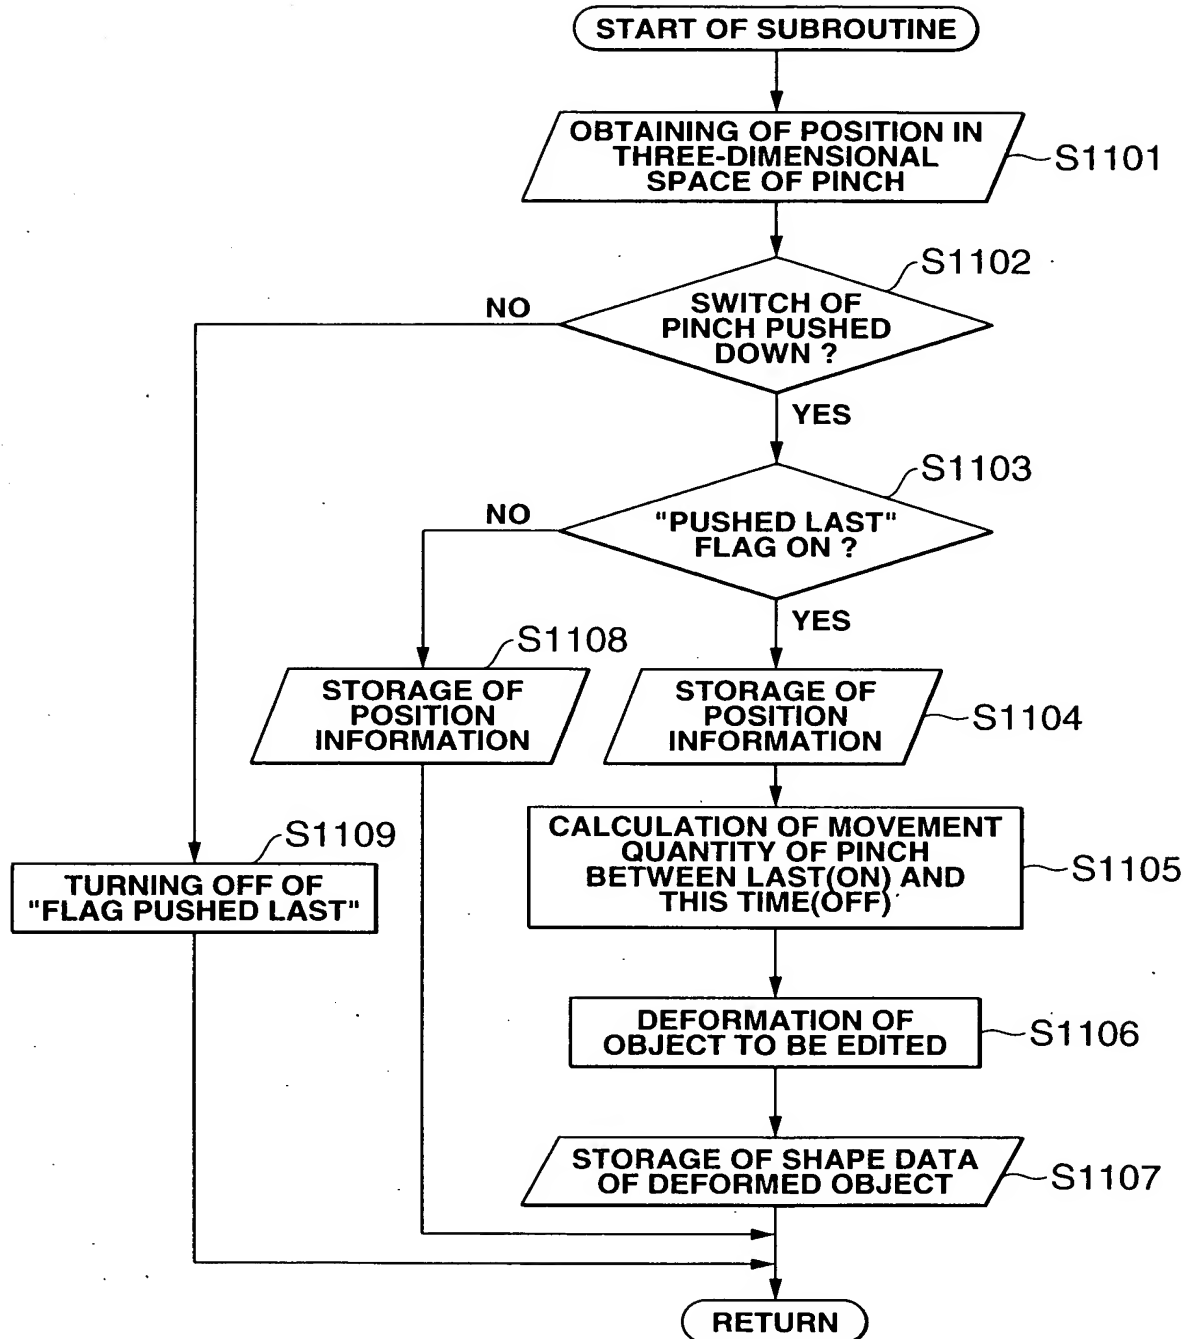 START OF SUBROUTINE
OBTAINING OF POSITION IN
THREE-DIMENSIONAL
SPACE OF PINCH
S1101
S1102
NO
SWITCH OF
PINCH PUSHED
DOWN ?
YES
S1103
NO
"PUSHED LAST"
FLAG ON ?
YES
S1108
STORAGE OF
POSITION
INFORMATION
STORAGE OF
POSITION
INFORMATION
S1104
S1109
TURNING OFF OF
"FLAG PUSHED LAST"
CALCULATION OF MOVEMENT
QUANTITY OF PINCH
BETWEEN LAST(ON) AND
THIS TIME(OFF)
S1105
DEFORMATION OF
OBJECT TO BE EDITED
S1106
STORAGE OF SHAPE DATA
OF DEFORMED OBJECT
S1107
RETURN